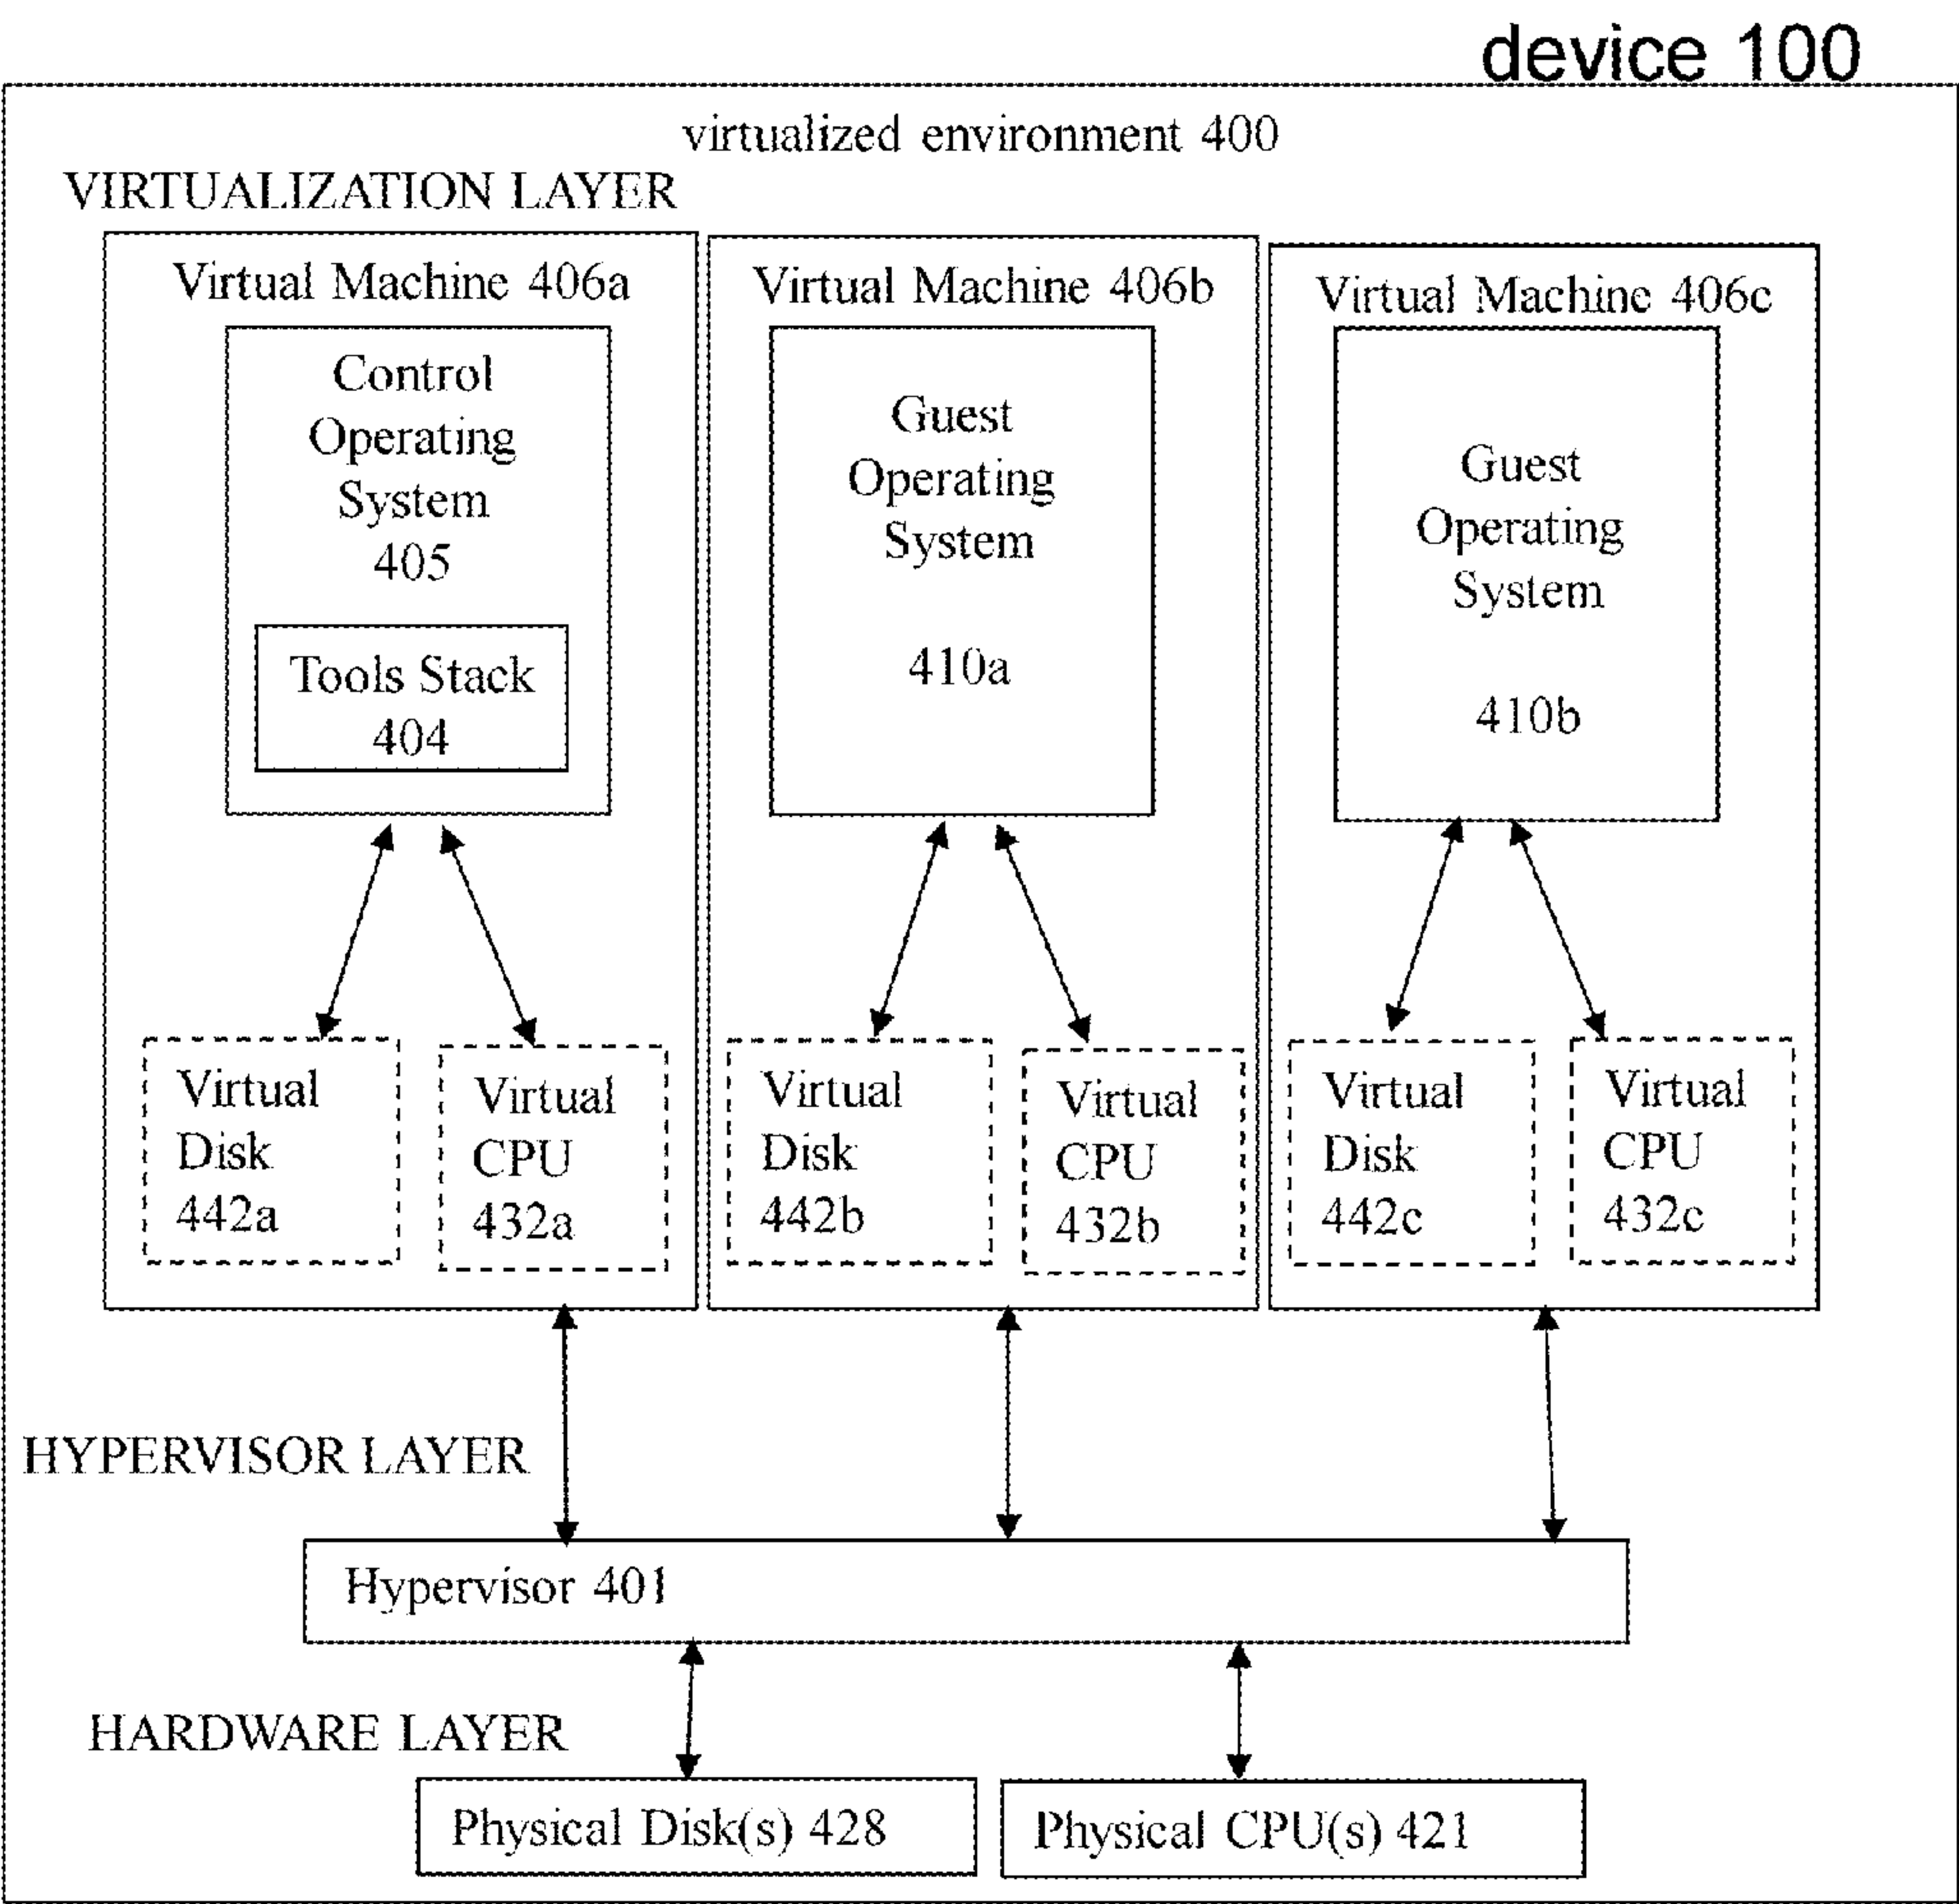 device 100
virtualized environment 400
VIRTUALIZATION LAYER
Virtual Machine 406a
Control
Operating
System
405
Tools Stack
404
Virtual
Disk
442a
Virtual
CPU
432a
Virtual Machine 406b
Guest
Operating
System
410a
Virtual
Disk
442b
Virtual
CPU
432b
Virtual Machine 406c
Guest
Operating
System
410b
Virtual
Disk
442c
Virtual
CPU
432c
HYPERVISOR LAYER
Hypervisor 401
HARDWARE LAYER
Physical Disk(s) 428
Physical CPU(s) 421